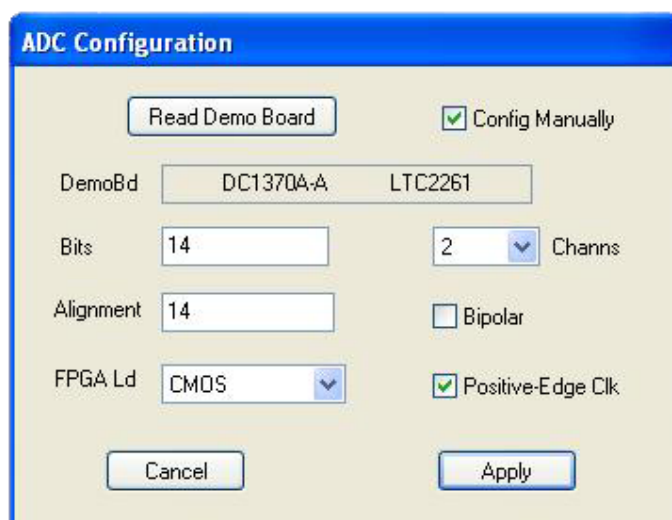 ADC Configuration
Read Demo Board
Config Manually
DemoBd
DC1370A-A LTC2261
Bits
14
2
Channs
Alignment
14
Bipolar
FPGA Ld
CMOS
Positive-Edge Clk
Cancel
Apply